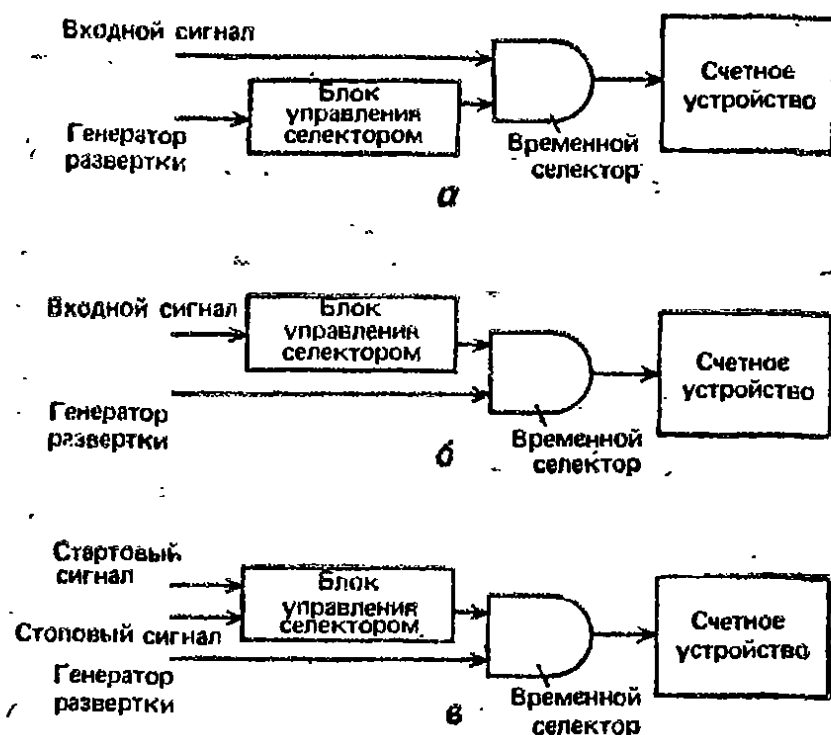 Входной сигнал
Блок
управления
селектором
Генератор
развертки
Временной
селектор
Счетное
устройство
а
Входной сигнал
Блок
управления
селектором
Генератор
развертки
Временной
селектор
Счетное
устройство
б
Стартовый
сигнал
Блок
управления
селектором
Стоповый сигнал
Генератор
развертки
Временной
селектор
Счетное
устройство
в